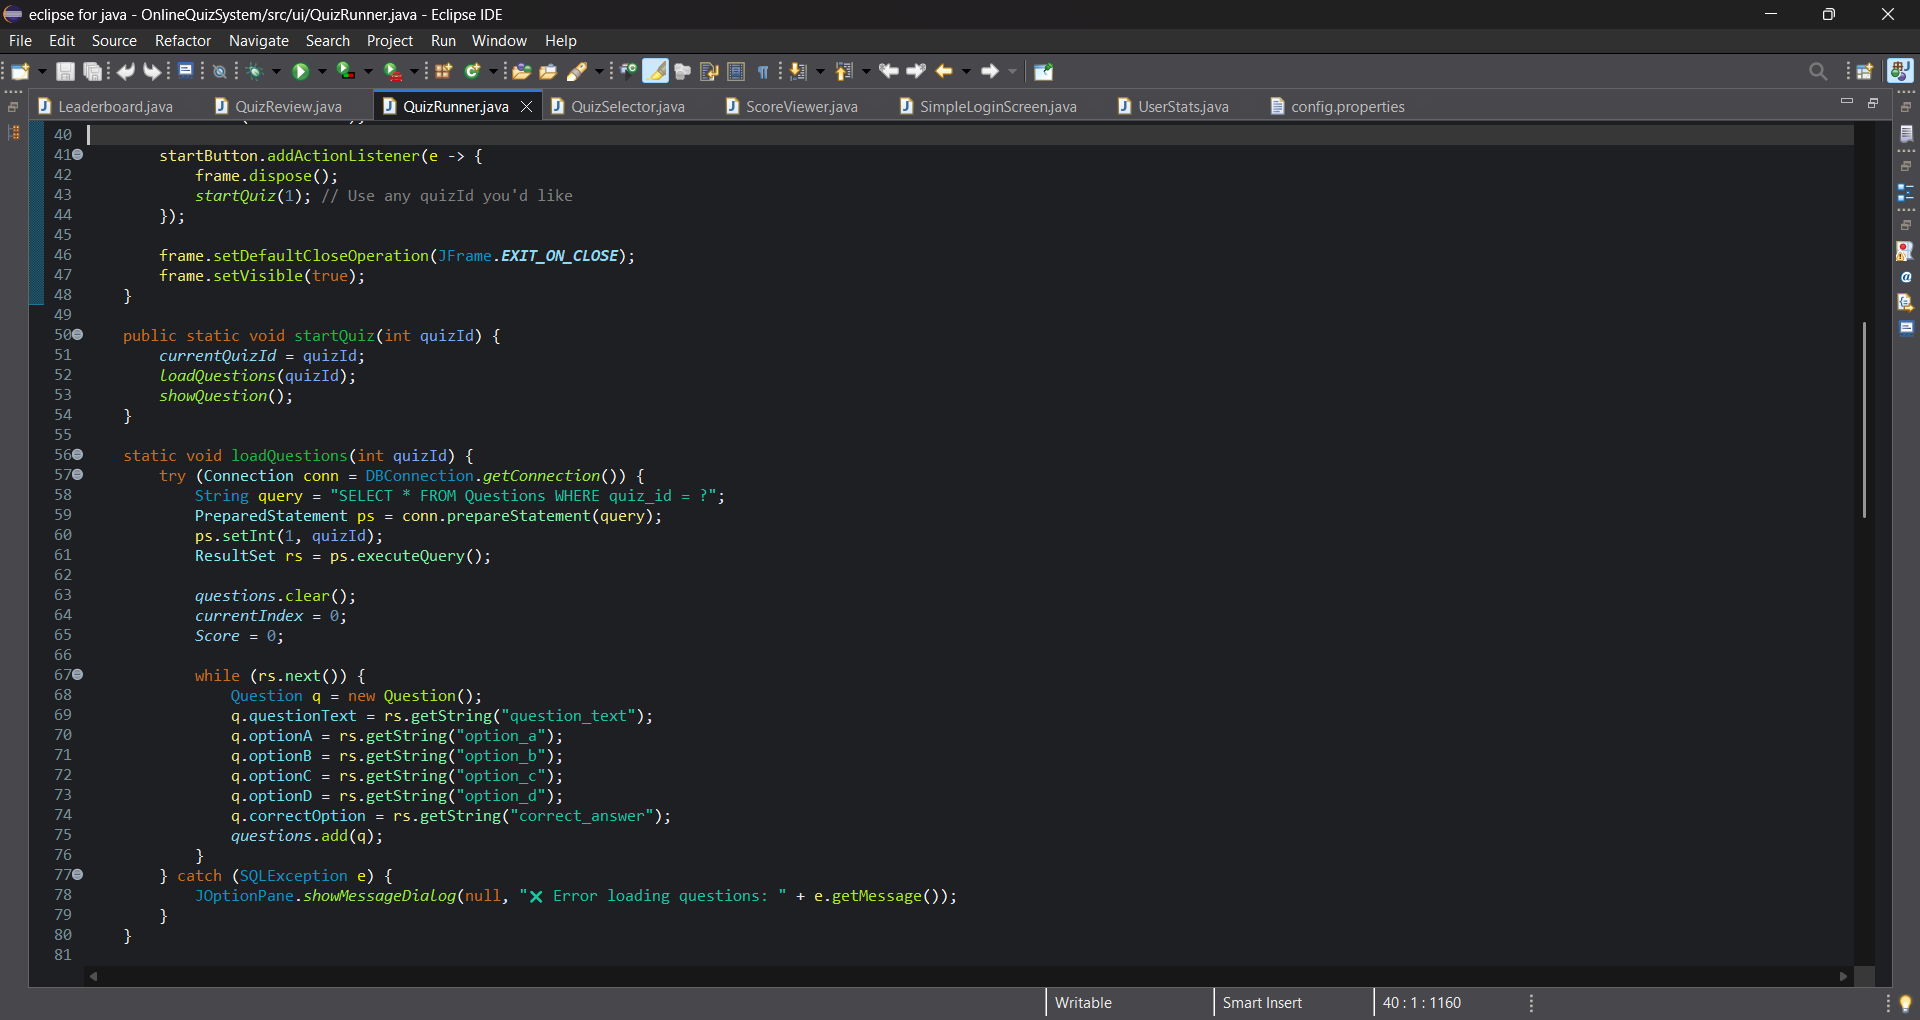 eclipse for java - OnlineQuizSystem/src/ui/QuizRunner.java - Eclipse IDE
File Edit Source Refactor Navigate Search Project Run Window Help
Leaderboard.java QuizReview.java QuizRunner.java QuizSelector.java ScoreViewer.java SimpleLoginScreen.java UserStats.java config.properties
40
41 startButton.addActionListener(e -> {
42 frame.dispose();
43 startQuiz(1); // Use any quizId you'd like
44 });
45
46 frame.setDefaultCloseOperation(JFrame.EXIT_ON_CLOSE);
47 frame.setVisible(true);
48 }
49
50 public static void startQuiz(int quizId) {
51 currentQuizId = quizId;
52 loadQuestions(quizId);
53 showQuestion();
54 }
55
56 static void loadQuestions(int quizId) {
57 try (Connection conn = DBConnection.getConnection()) {
58 String query = "SELECT * FROM Questions WHERE quiz_id = ?";
59 PreparedStatement ps = conn.prepareStatement(query);
60 ps.setInt(1, quizId);
61 ResultSet rs = ps.executeQuery();
62
63 questions.clear();
64 currentIndex = 0;
65 Score = 0;
66
67 while (rs.next()) {
68 Question q = new Question();
69 q.questionText = rs.getString("question_text");
70 q.optionA = rs.getString("option_a");
71 q.optionB = rs.getString("option_b");
72 q.optionC = rs.getString("option_c");
73 q.optionD = rs.getString("option_d");
74 q.correctOption = rs.getString("correct_answer");
75 questions.add(q);
76 }
77 } catch (SQLException e) {
78 JOptionPane.showMessageDialog(null, "❌ Error loading questions: " + e.getMessage());
79 }
80 }
81
Writable Smart Insert 40 : 1 : 1160